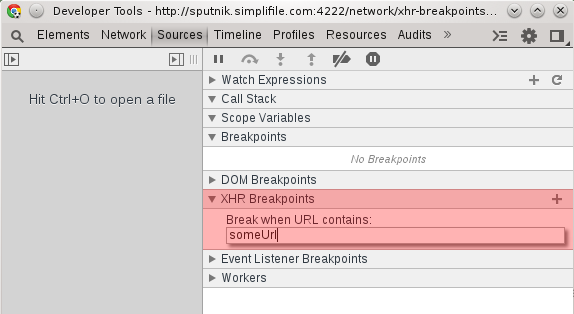 Developer Tools - http://sputnik.simplifile.com:4222/network/xhr-breakpoints...
Elements Network Sources Timeline Profiles Resources Audits »
Hit Ctrl+O to open a file
Watch Expressions
Call Stack
Scope Variables
Breakpoints
No Breakpoints
DOM Breakpoints
XHR Breakpoints
Break when URL contains:
someUrl
Event Listener Breakpoints
Workers